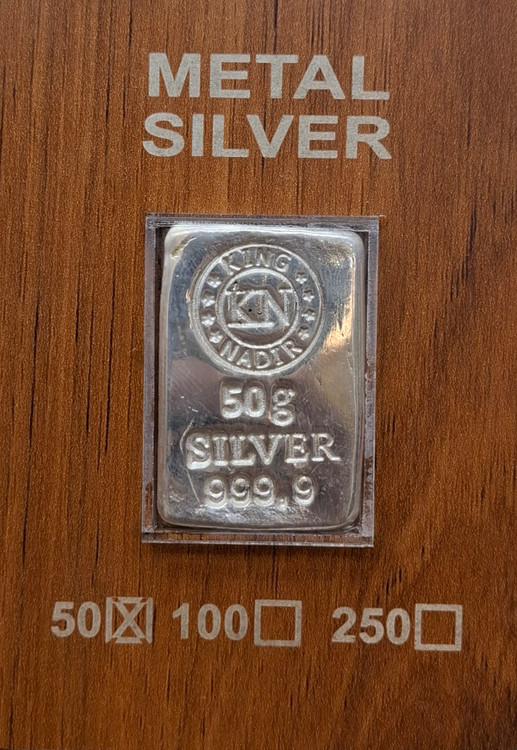 METAL
SILVER
KING
KN
NADIR
50g
SILVER
999.9
50 100 250